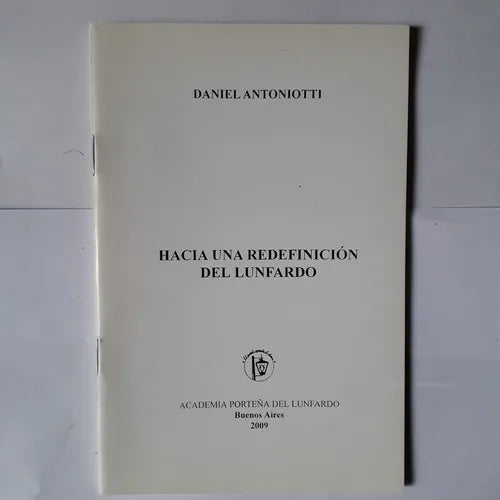 DANIEL ANTONIOTTI
HACIA UNA REDEFINICIÓN
DEL LUNFARDO
ACADEMIA PORTEÑA DEL LUNFARDO
Buenos Aires
2009